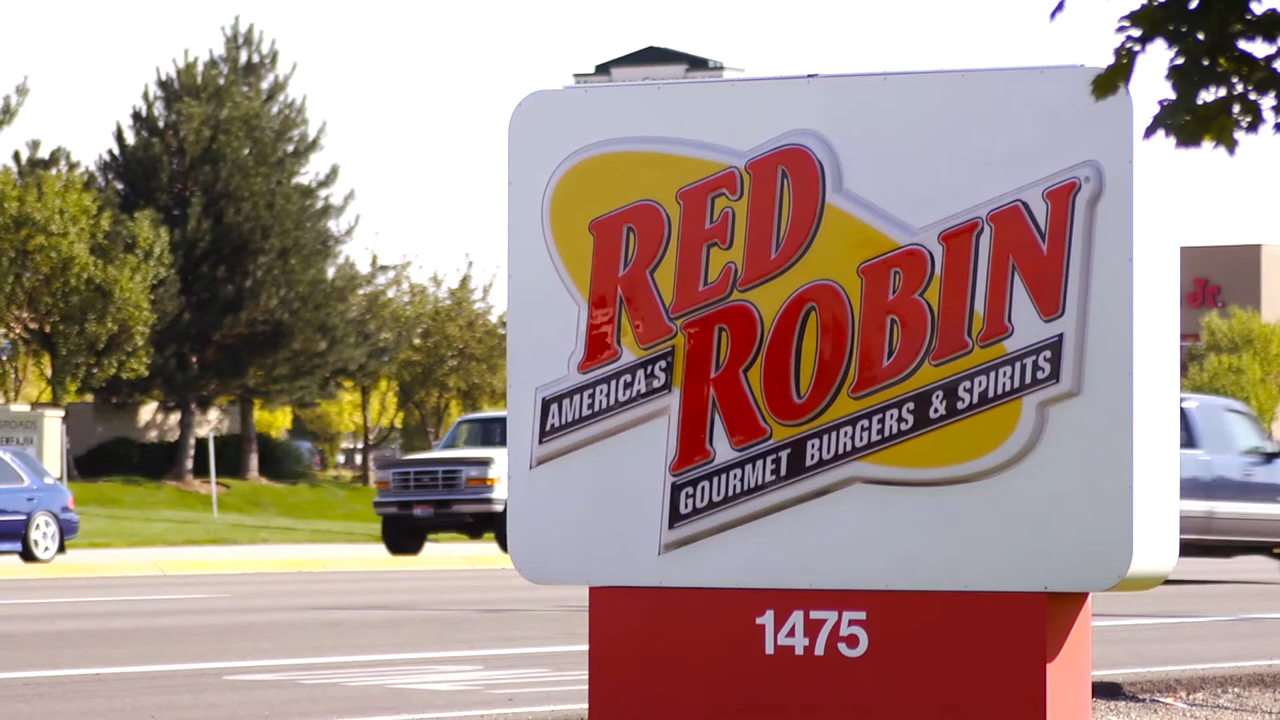 RED
ROBIN
AMERICA'S
GOURMET BURGERS & SPIRITS
1475
Jr.